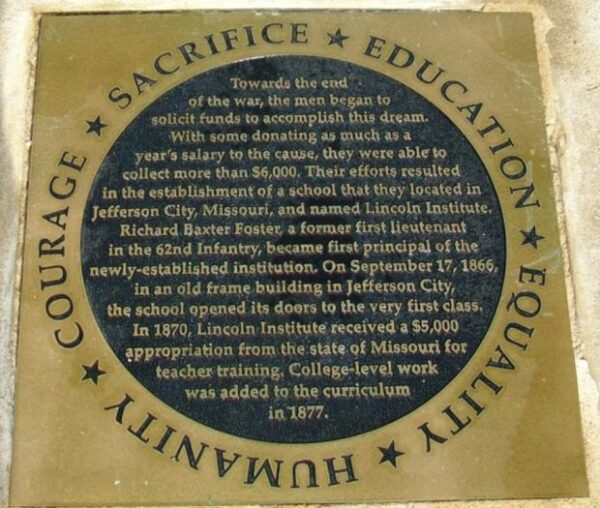 COURAGE ★ SACRIFICE ★ EDUCATION ★ EQUALITY ★ HUMANITY ★
Towards the end
of the war, the men began to
solicit funds to accomplish this dream.
With some donating as much as a
year's salary to the cause, they were able to
collect more than $6,000. Their efforts resulted
in the establishment of a school that they located in
Jefferson City, Missouri, and named Lincoln Institute.
Richard Baxter Foster, a former first lieutenant
in the 62nd Infantry, became first principal of the
newly-established institution. On September 17, 1866,
in an old frame building in Jefferson City,
the school opened its doors to the very first class.
In 1870, Lincoln Institute received a $5,000
appropriation from the state of Missouri for
teacher training. College-level work
was added to the curriculum
in 1877.